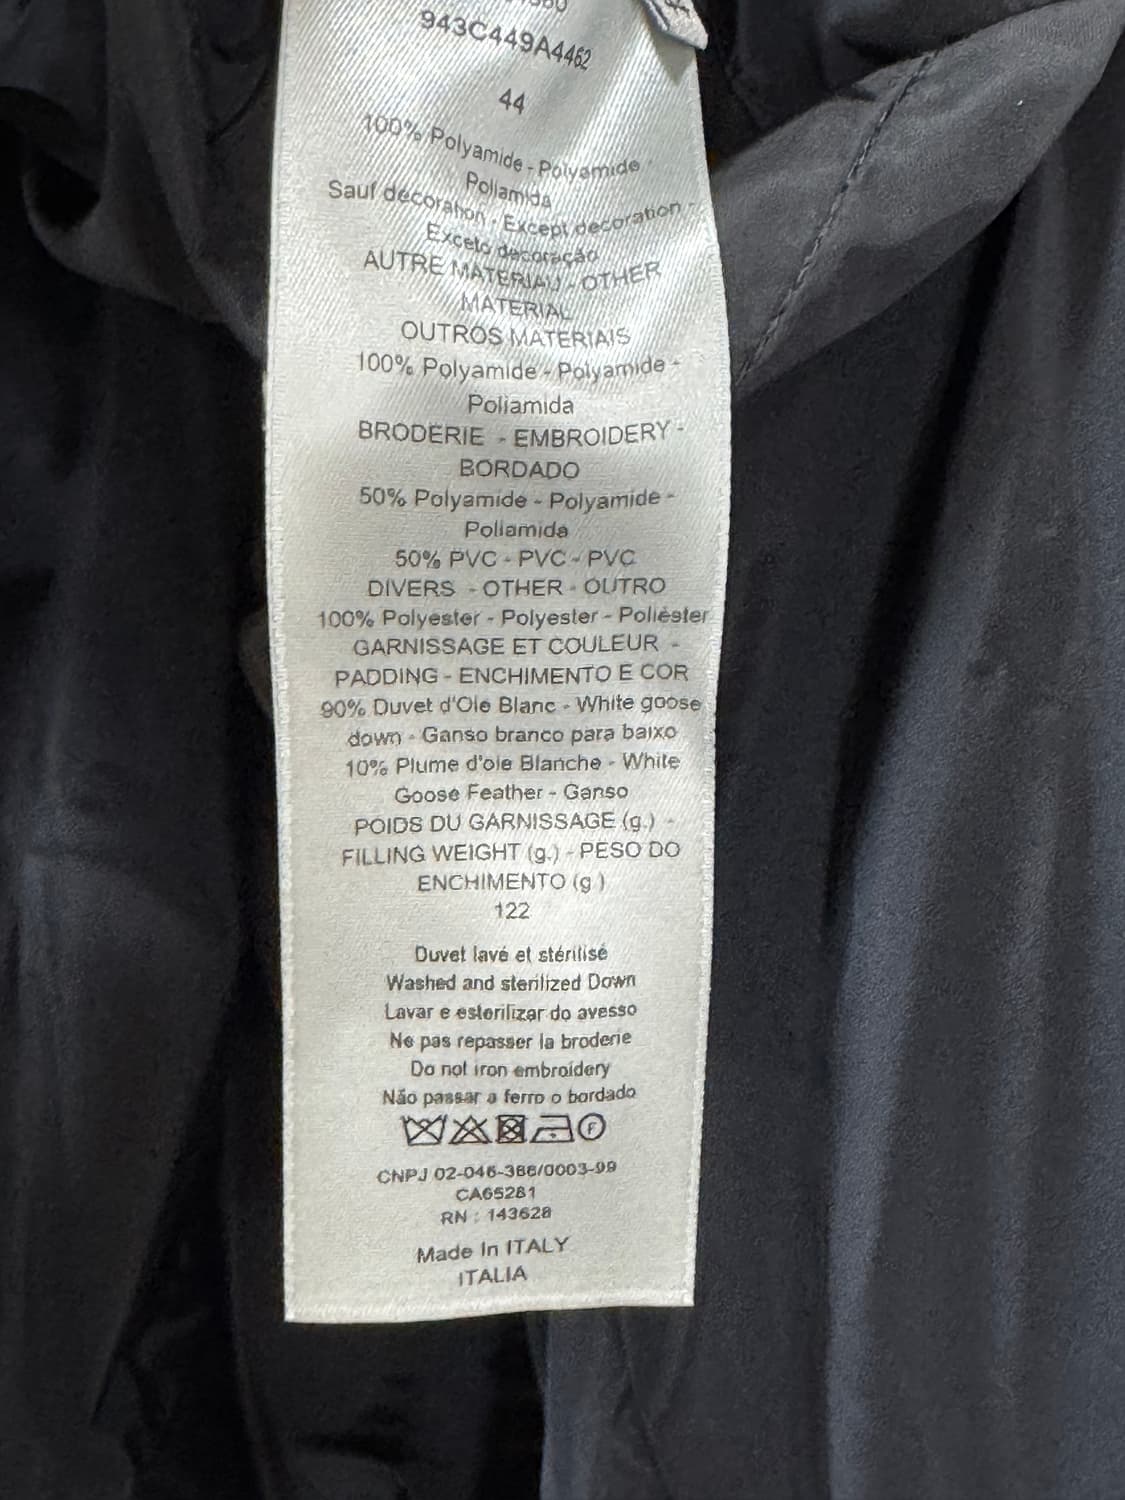 943C449A4462
44
100% Polyamide - Polyamide -
Poliamida
Sauf décoration - Except decoration -
Exceto decoração
AUTRE MATERIAU - OTHER
MATERIAL
OUTROS MATERIAIS
100% Polyamide - Polyamide -
Poliamida
BRODERIE - EMBROIDERY -
BORDADO
50% Polyamide - Polyamide -
Poliamida
50% PVC - PVC - PVC
DIVERS - OTHER - OUTRO
100% Polyester - Polyester - Poliéster
GARNISSAGE ET COULEUR -
PADDING - ENCHIMENTO E COR
90% Duvet d'Oie Blanc - White goose
down - Ganso branco para baixo
10% Plume d'oie Blanche - White
Goose Feather - Ganso
POIDS DU GARNISSAGE (g.) -
FILLING WEIGHT (g.) - PESO DO
ENCHIMENTO (g )
122
Duvet lavé et stérilisé
Washed and sterilized Down
Lavar e esterilizar do avesso
Ne pas repasser la broderie
Do not iron embroidery
Não passar a ferro o bordado
F
CNPJ 02-046-386/0003-99
CA65281
RN : 143628
Made In ITALY
ITALIA